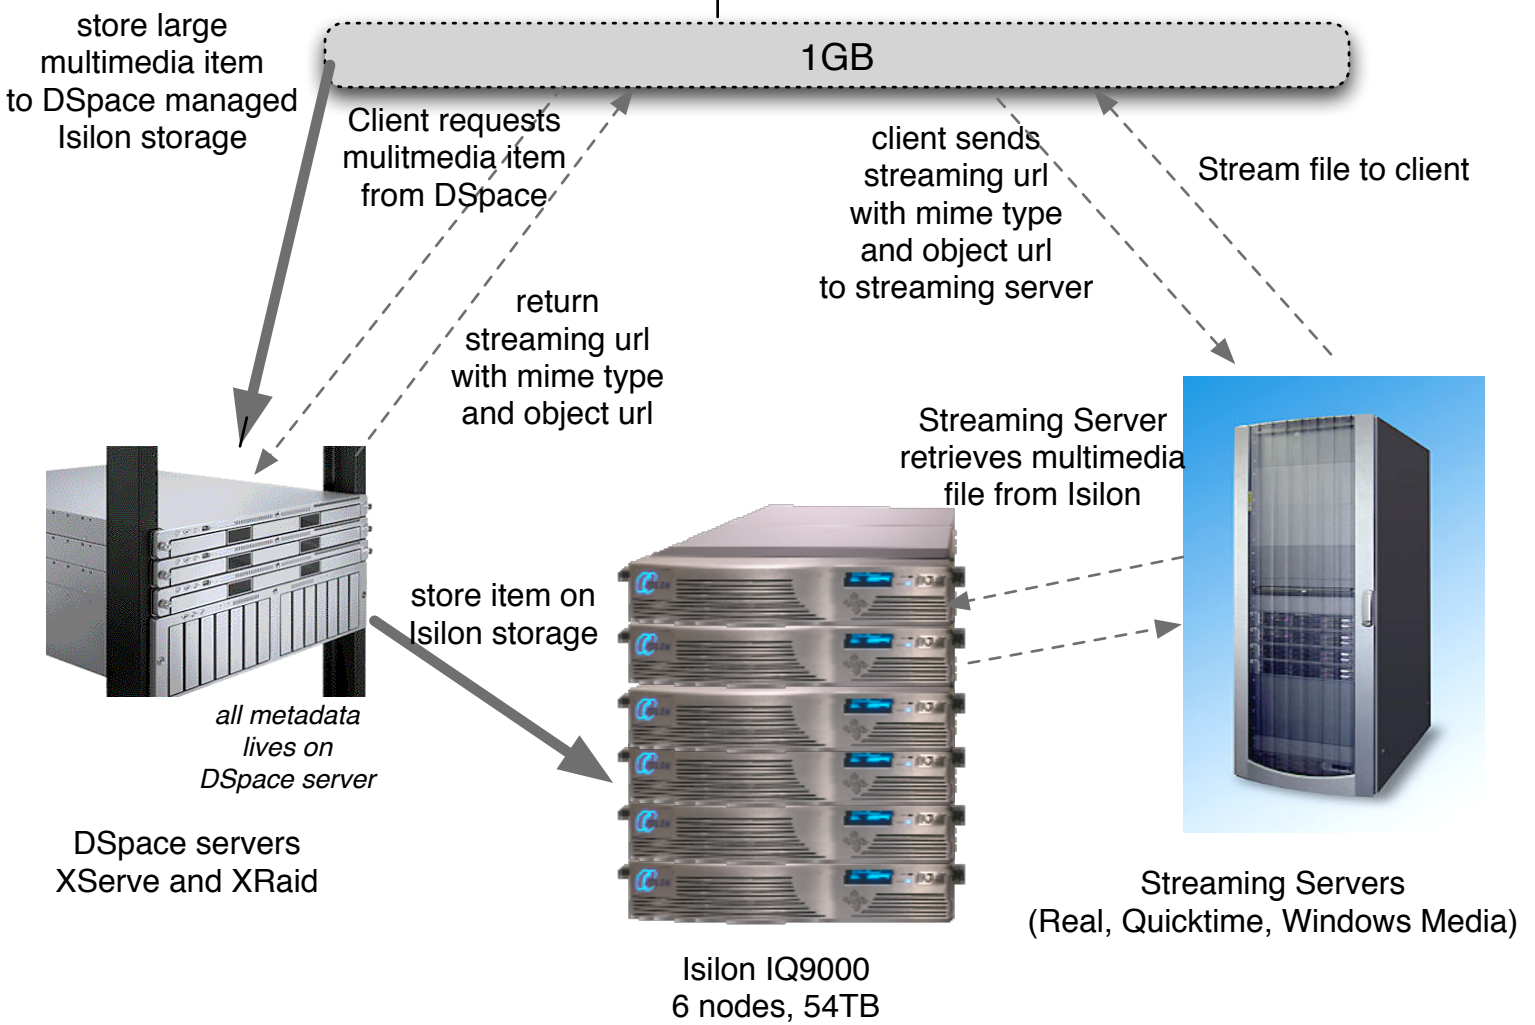 store large
multimedia item
to DSpace managed
Isilon storage
1GB
Client requests
mulitmedia item
from DSpace
client sends
streaming url
with mime type
and object url
to streaming server
Stream file to client
return
streaming url
with mime type
and object url
Streaming Server
retrieves multimedia
file from Isilon
store item on
Isilon storage
all metadata
lives on
DSpace server
DSpace servers
XServe and XRaid
Isilon IQ9000
6 nodes, 54TB
Streaming Servers
(Real, Quicktime, Windows Media)